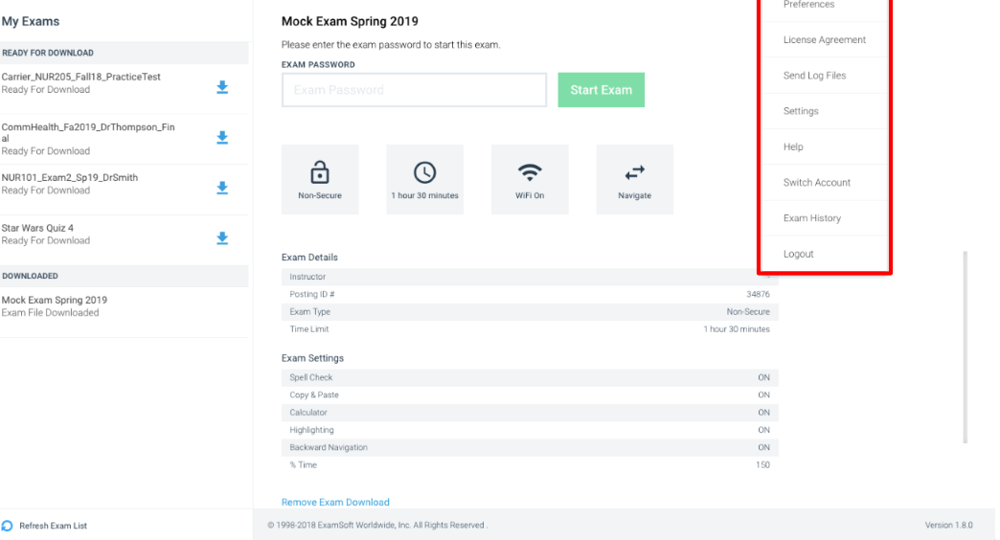 My Exams
READY FOR DOWNLOAD
Carrier_NUR205_Fall18_PracticeTest
Ready For Download
CommHealth_Fa2019_DrThompson_Fin
al
Ready For Download
NUR101_Exam2_Sp19_DrSmith
Ready For Download
Star Wars Quiz 4
Ready For Download
DOWNLOADED
Mock Exam Spring 2019
Exam File Downloaded
Refresh Exam List
Mock Exam Spring 2019
Please enter the exam password to start this exam.
EXAM PASSWORD
Exam Password
Start Exam
Non-Secure
1 hour 30 minutes
WiFi On
Navigate
Exam Details
Instructor
Posting ID # 34876
Exam Type Non-Secure
Time Limit 1 hour 30 minutes
Exam Settings
Spell Check ON
Copy & Paste ON
Calculator ON
Highlighting ON
Backward Navigation ON
% Time 150
Remove Exam Download
Preferences
License Agreement
Send Log Files
Settings
Help
Switch Account
Exam History
Logout
© 1998-2018 ExamSoft Worldwide, Inc. All Rights Reserved .
Version 1.8.0